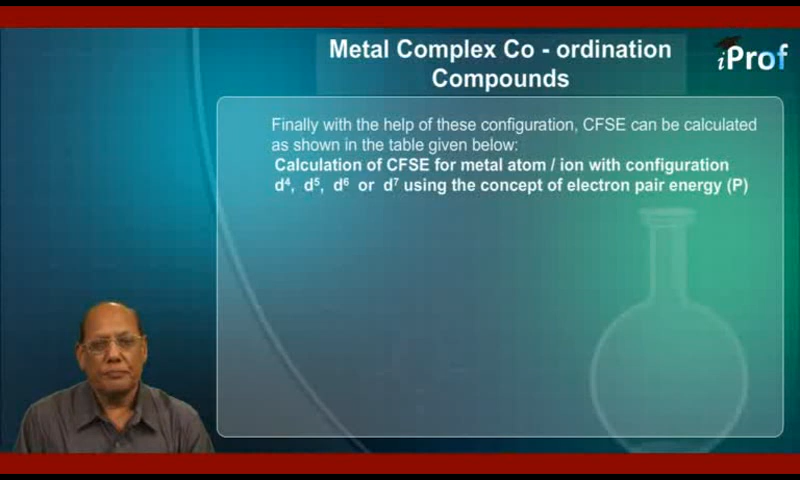 Metal Complex Co - ordination
Compounds
iProf
Finally with the help of these configuration, CFSE can be calculated
as shown in the table given below:
Calculation of CFSE for metal atom / ion with configuration
d⁴, d⁵, d⁶ or d⁷ using the concept of electron pair energy (P)